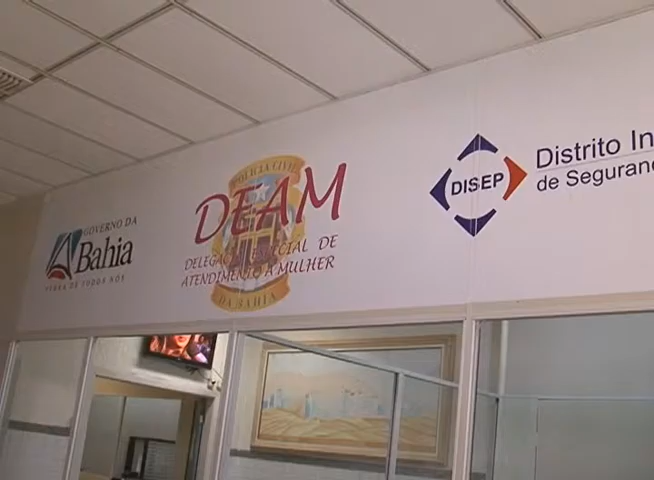 GOVERNO DA
Bahia
TERRA DE TODOS NÓS
POLÍCIA CIVIL
DEAM
DELEGACIA ESPECIAL DE
ATENDIMENTO À MULHER
DA BAHIA
DISEP
Distrito In
de Seguran